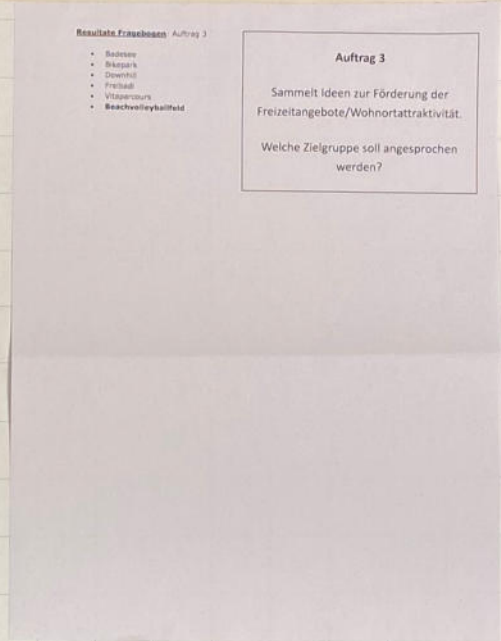 Resultate Fragebogen Auftrag 3
• Badesee
• Bikepark
• Downhill
• Freibadi
• Vitaparcours
• Beachvolleyballfeld
Auftrag 3
Sammelt Ideen zur Förderung der
Freizeitangebote/Wohnortattraktivität.
Welche Zielgruppe soll angesprochen
werden?